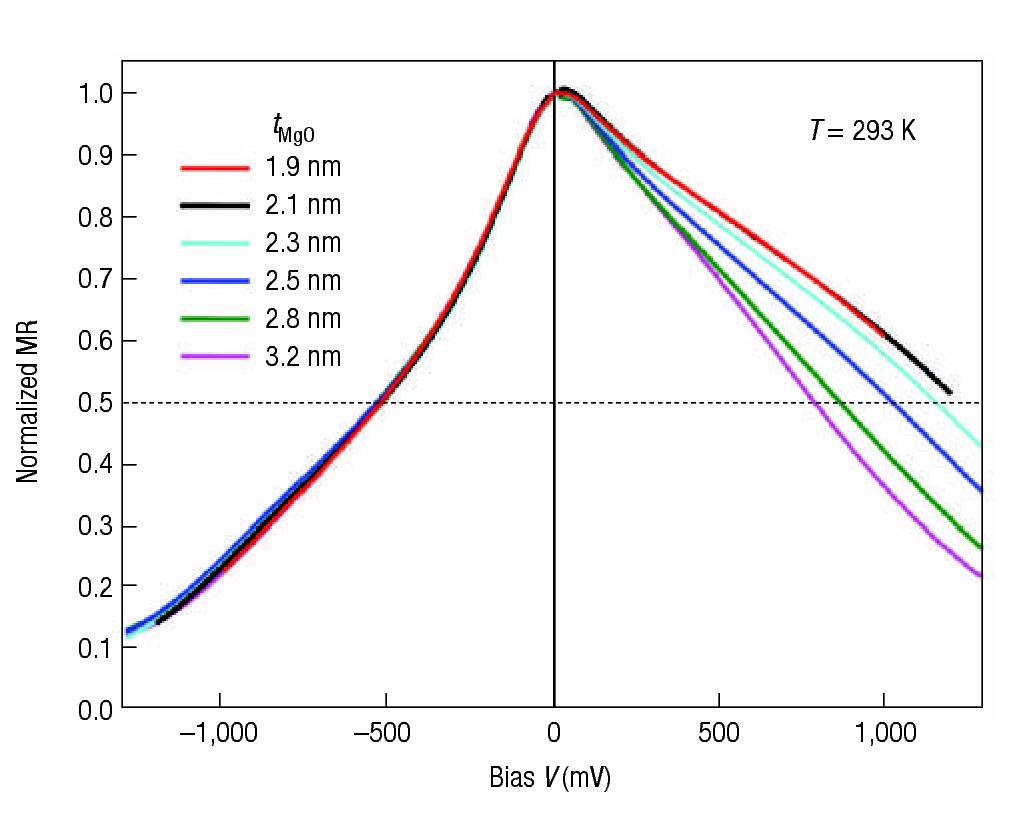 1.0
0.9
0.8
0.7
0.6
0.5
0.4
0.3
0.2
0.1
0.0
Normalized MR
tMgO
1.9 nm
2.1 nm
2.3 nm
2.5 nm
2.8 nm
3.2 nm
T = 293 K
–1,000 –500 0 500 1,000
Bias V (mV)